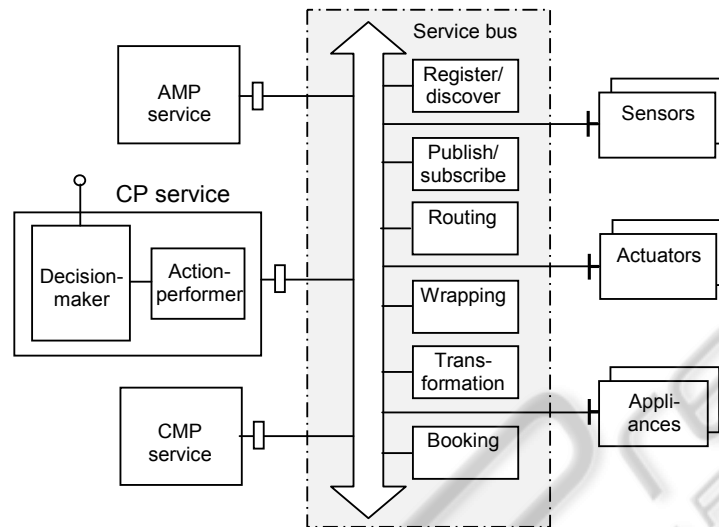 Service bus
AMP
service
Register/
discover
Sensors
Publish/
subscribe
CP service
Routing
Decision-
maker
Action-
performer
Actuators
Wrapping
Trans-
formation
CMP
service
Booking
Appli-
ances